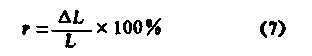 r = ΔL / L × 100% (7)